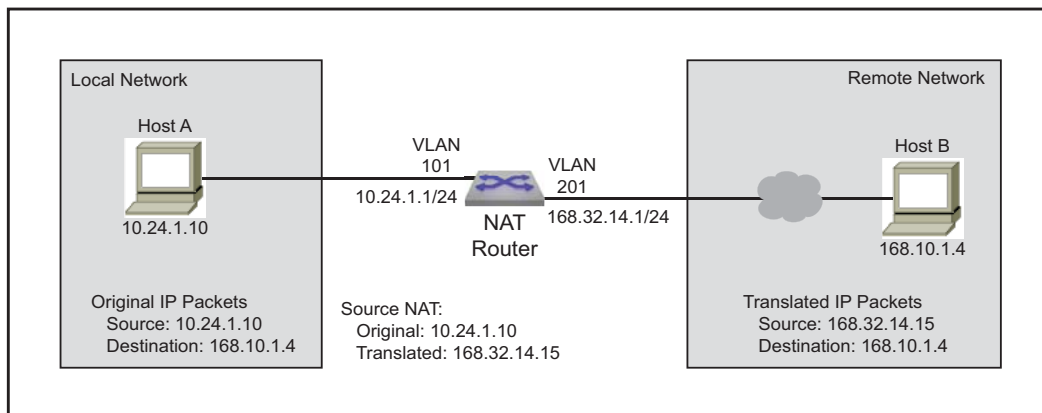 Local Network
Host A
10.24.1.10
Original IP Packets
Source: 10.24.1.10
Destination: 168.10.1.4
VLAN
101
10.24.1.1/24
NAT
Router
VLAN
201
168.32.14.1/24
Source NAT:
Original: 10.24.1.10
Translated: 168.32.14.15
Remote Network
Host B
168.10.1.4
Translated IP Packets
Source: 168.32.14.15
Destination: 168.10.1.4